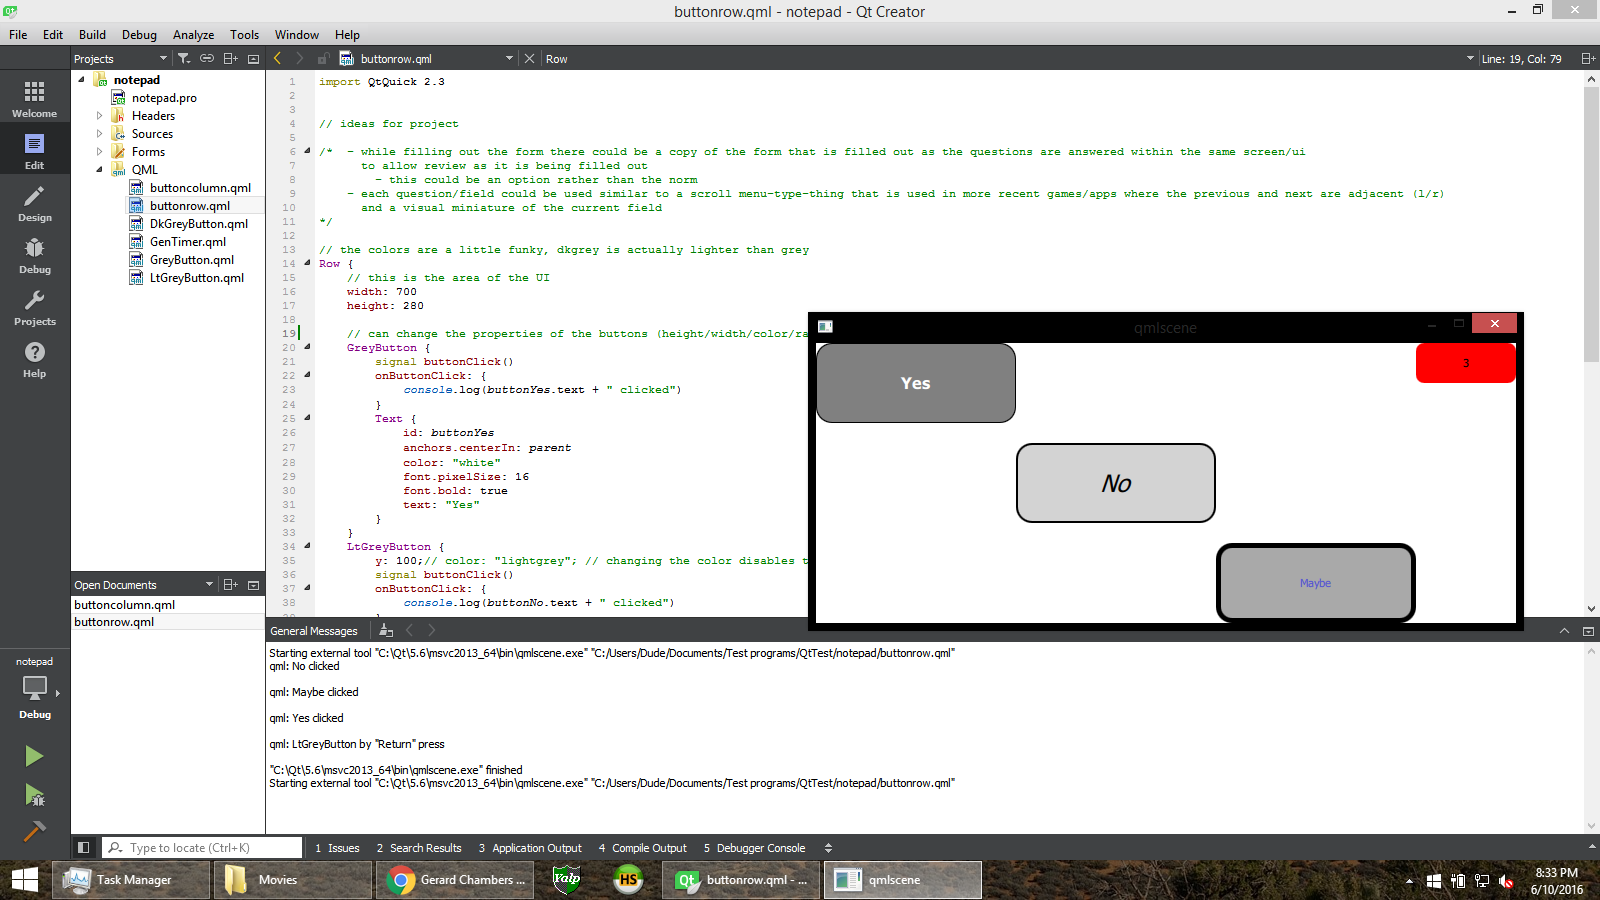 buttonrow.qml - notepad - Qt Creator
File Edit Build Debug Analyze Tools Window Help
Projects
buttonrow.qml
Row
Line: 19, Col: 79
Welcome
Edit
Design
Debug
Projects
Help
notepad
notepad.pro
Headers
Sources
Forms
QML
buttoncolumn.qml
buttonrow.qml
DkGreyButton.qml
GenTimer.qml
GreyButton.qml
LtGreyButton.qml
1 import QtQuick 2.3
2
3
4 // ideas for project
5
6 /* - while filling out the form there could be a copy of the form that is filled out as the questions are answered within the same screen/ui
7 to allow review as it is being filled out
8 - this could be an option rather than the norm
9 - each question/field could be used similar to a scroll menu-type-thing that is used in more recent games/apps where the previous and next are adjacent (l/r)
10 and a visual miniature of the current field
11 */
12
13 // the colors are a little funky, dkgrey is actually lighter than grey
14 Row {
15 // this is the area of the UI
16 width: 700
17 height: 280
18
19 // can change the properties of the buttons (height/width/color/ra
20 GreyButton {
21 signal buttonClick()
22 onButtonClick: {
23 console.log(buttonYes.text + " clicked")
24 }
25 Text {
26 id: buttonYes
27 anchors.centerIn: parent
28 color: "white"
29 font.pixelSize: 16
30 font.bold: true
31 text: "Yes"
32 }
33 }
34 LtGreyButton {
35 y: 100;// color: "lightgrey"; // changing the color disables t
36 signal buttonClick()
37 onButtonClick: {
38 console.log(buttonNo.text + " clicked")
qmlscene
Yes
3
No
Maybe
Open Documents
buttoncolumn.qml
buttonrow.qml
notepad
Debug
General Messages
Starting external tool "C:\Qt\5.6\msvc2013_64\bin\qmlscene.exe" "C:/Users/Dude/Documents/Test programs/QtTest/notepad/buttonrow.qml"
qml: No clicked
qml: Maybe clicked
qml: Yes clicked
qml: LtGreyButton by "Return" press
"C:\Qt\5.6\msvc2013_64\bin\qmlscene.exe" finished
Starting external tool "C:\Qt\5.6\msvc2013_64\bin\qmlscene.exe" "C:/Users/Dude/Documents/Test programs/QtTest/notepad/buttonrow.qml"
Type to locate (Ctrl+K)
1 Issues 2 Search Results 3 Application Output 4 Compile Output 5 Debugger Console
Task Manager
Movies
Gerard Chambers ...
Yalp
HS
buttonrow.qml - ...
qmlscene
8:33 PM
6/10/2016